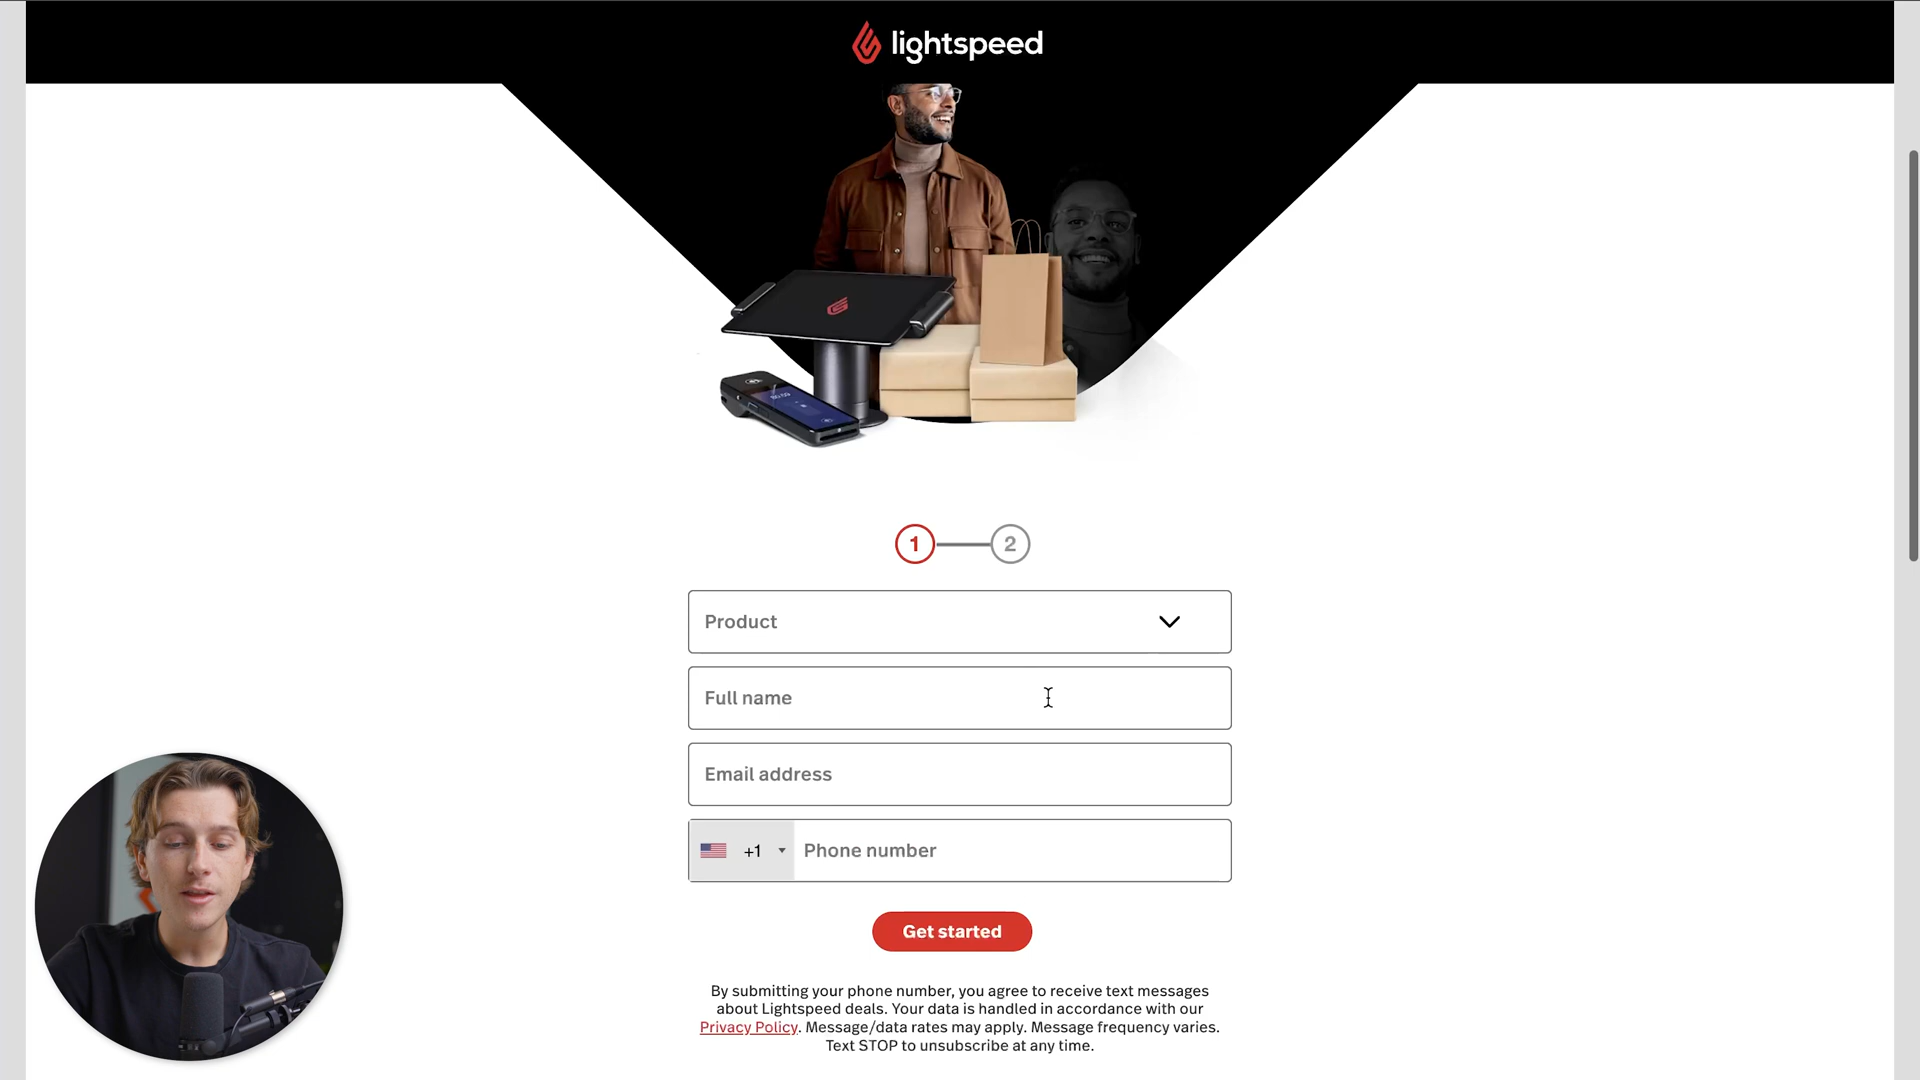 lightspeed
1
2
Product
Full name
Email address
+1
Phone number
Get started
By submitting your phone number, you agree to receive text messages
about Lightspeed deals. Your data is handled in accordance with our
Privacy Policy. Message/data rates may apply. Message frequency varies.
Text STOP to unsubscribe at any time.